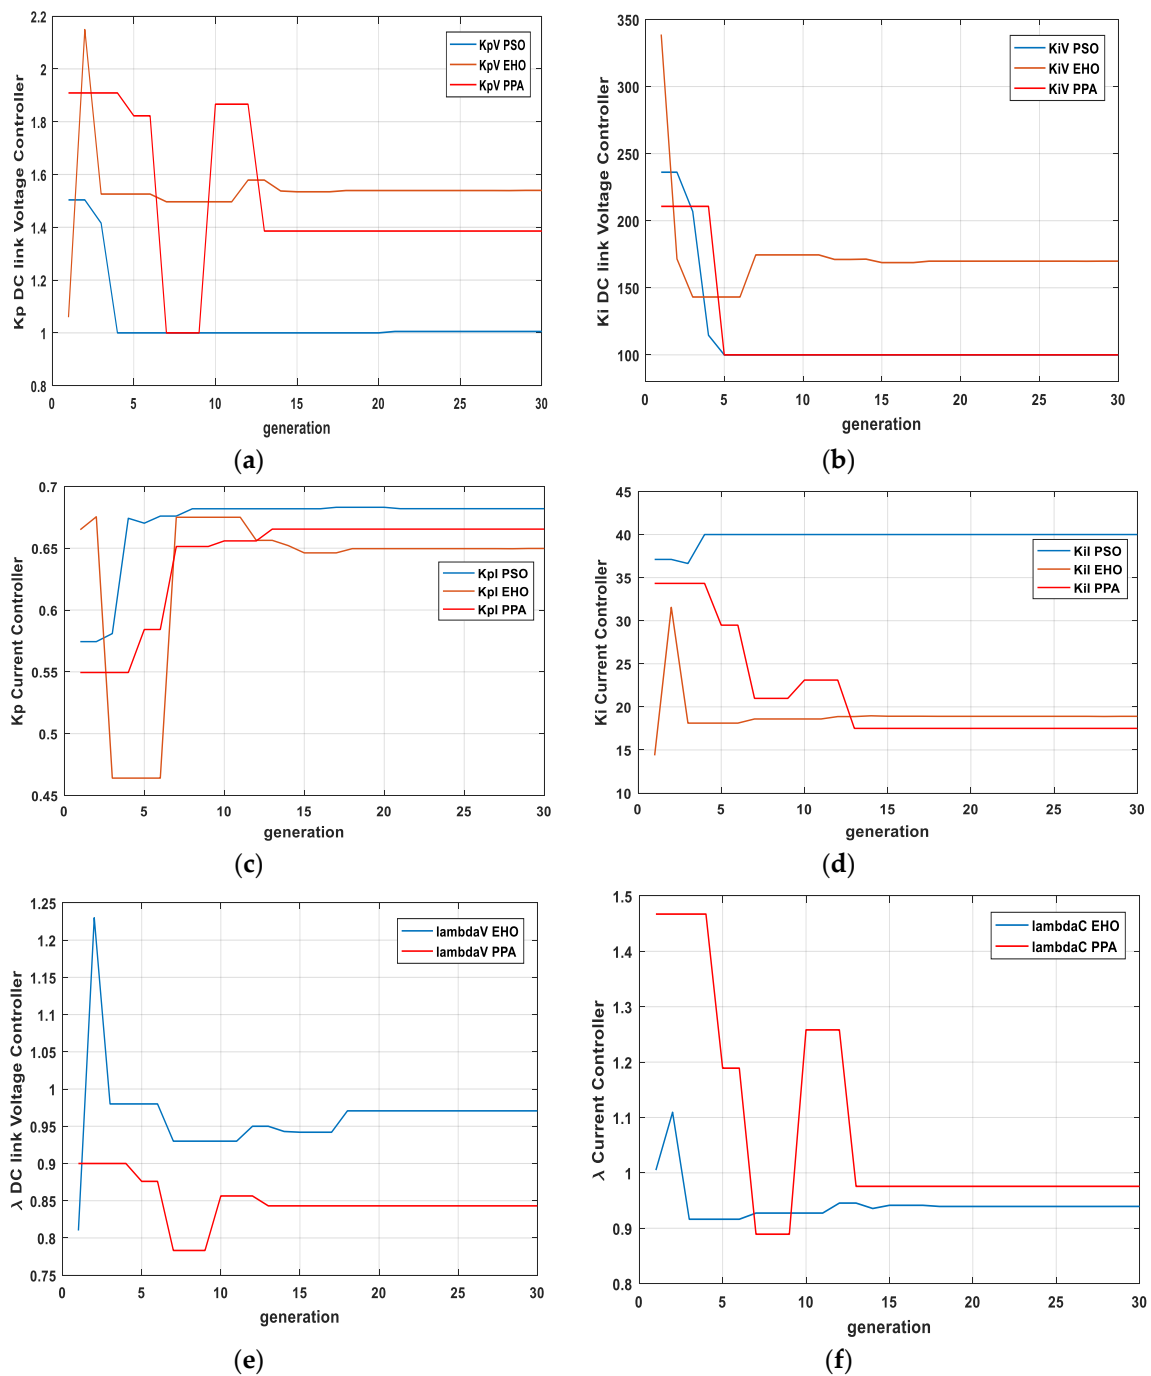 Kp DC link Voltage Controller
2.2
2
1.8
1.6
1.4
1.2
1
0.8
KpV PSO
KpV EHO
KpV PPA
0 5 10 15 20 25 30
generation
(a)
Ki DC link Voltage Controller
350
300
250
200
150
100
KiV PSO
KiV EHO
KiV PPA
0 5 10 15 20 25 30
generation
(b)
Kp Current Controller
0.7
0.65
0.6
0.55
0.5
0.45
KpI PSO
KpI EHO
KpI PPA
0 5 10 15 20 25 30
generation
(c)
Ki Current Controller
45
40
35
30
25
20
15
10
KiI PSO
KiI EHO
KiI PPA
0 5 10 15 20 25 30
generation
(d)
λ DC link Voltage Controller
1.25
1.2
1.15
1.1
1.05
1
0.95
0.9
0.85
0.8
0.75
lambdaV EHO
lambdaV PPA
0 5 10 15 20 25 30
generation
(e)
λ Current Controller
1.5
1.4
1.3
1.2
1.1
1
0.9
0.8
lambdaC EHO
lambdaC PPA
0 5 10 15 20 25 30
generation
(f)